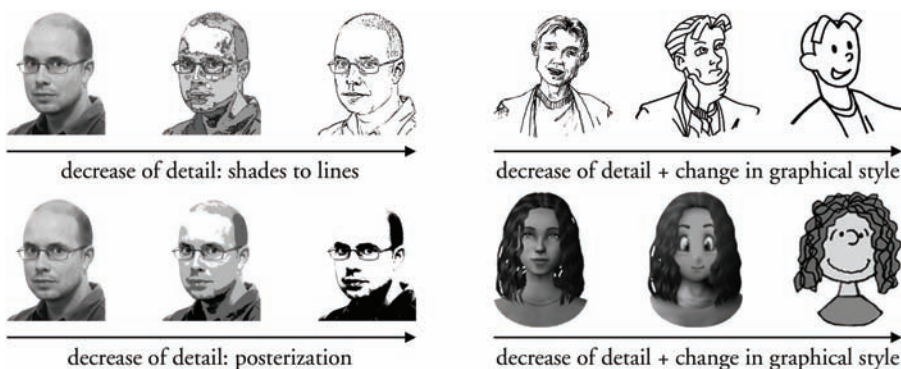 decrease of detail: shades to lines
decrease of detail + change in graphical style
decrease of detail: posterization
decrease of detail + change in graphical style